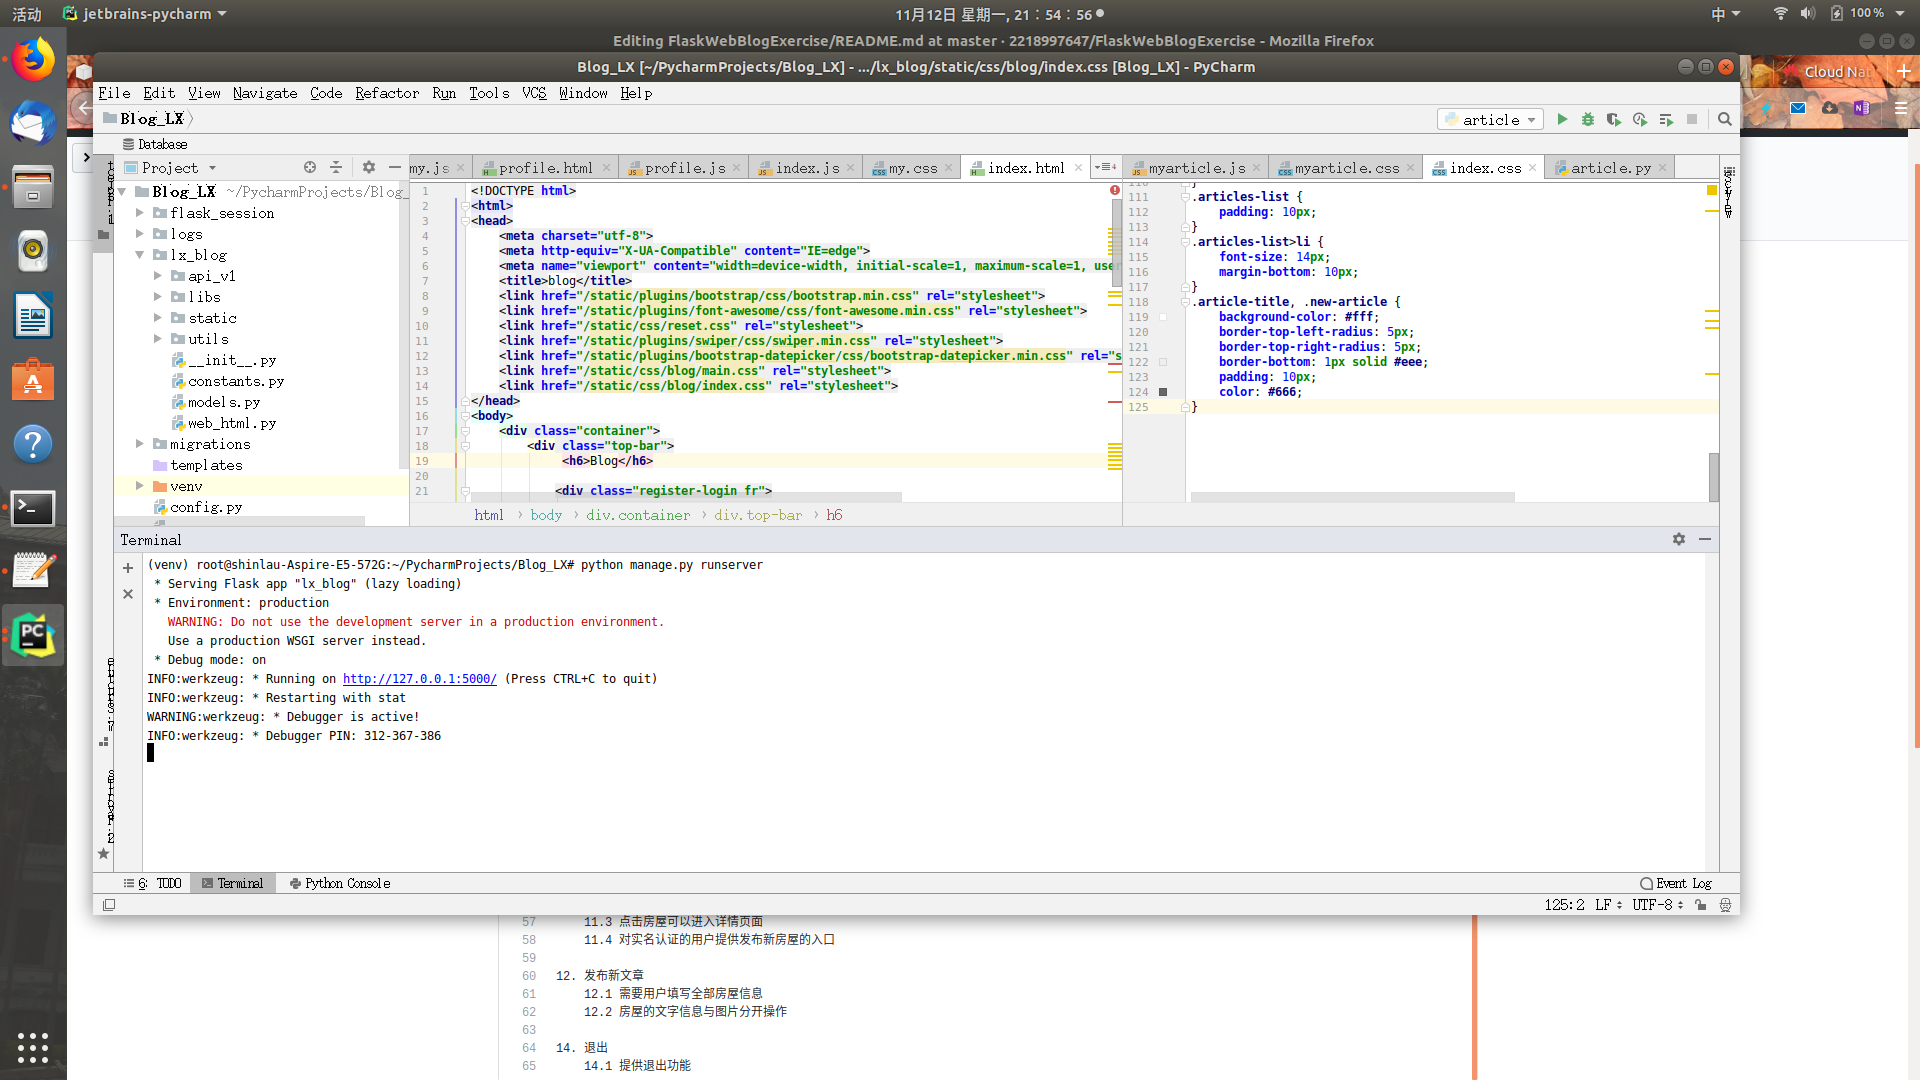 活动
jetbrains-pycharm
11月12日 星期一, 21：54：56
中
100%
Editing FlaskWebBlogExercise/README.md at master · 2218997647/FlaskWebBlogExercise - Mozilla Firefox
Blog_LX [~/PycharmProjects/Blog_LX] - .../lx_blog/static/css/blog/index.css [Blog_LX] - PyCharm
Cloud Nat
File Edit View Navigate Code Refactor Run Tools VCS Window Help
Blog_LX
article
Database
Project
my.js profile.html profile.js index.js my.css index.html
myarticle.js myarticle.css index.css article.py
Blog_LX ~/PycharmProjects/Blog_
flask_session
logs
lx_blog
api_v1
libs
static
utils
__init__.py
constants.py
models.py
web_html.py
migrations
templates
venv
config.py
1 <!DOCTYPE html>
2 <html>
3 <head>
4 <meta charset="utf-8">
5 <meta http-equiv="X-UA-Compatible" content="IE=edge">
6 <meta name="viewport" content="width=device-width, initial-scale=1, maximum-scale=1, user
7 <title>blog</title>
8 <link href="/static/plugins/bootstrap/css/bootstrap.min.css" rel="stylesheet">
9 <link href="/static/plugins/font-awesome/css/font-awesome.min.css" rel="stylesheet">
10 <link href="/static/css/reset.css" rel="stylesheet">
11 <link href="/static/plugins/swiper/css/swiper.min.css" rel="stylesheet">
12 <link href="/static/plugins/bootstrap-datepicker/css/bootstrap-datepicker.min.css" rel="s
13 <link href="/static/css/blog/main.css" rel="stylesheet">
14 <link href="/static/css/blog/index.css" rel="stylesheet">
15 </head>
16 <body>
17 <div class="container">
18 <div class="top-bar">
19 <h6>Blog</h6>
20
21 <div class="register-login fr">
html › body › div.container › div.top-bar › h6
110 }
111 .articles-list {
112 padding: 10px;
113 }
114 .articles-list>li {
115 font-size: 14px;
116 margin-bottom: 10px;
117 }
118 .article-title, .new-article {
119 background-color: #fff;
120 border-top-left-radius: 5px;
121 border-top-right-radius: 5px;
122 border-bottom: 1px solid #eee;
123 padding: 10px;
124 color: #666;
125 }
Terminal
(venv) root@shinlau-Aspire-E5-572G:~/PycharmProjects/Blog_LX# python manage.py runserver
* Serving Flask app "lx_blog" (lazy loading)
* Environment: production
WARNING: Do not use the development server in a production environment.
Use a production WSGI server instead.
* Debug mode: on
INFO:werkzeug: * Running on http://127.0.0.1:5000/ (Press CTRL+C to quit)
INFO:werkzeug: * Restarting with stat
WARNING:werkzeug: * Debugger is active!
INFO:werkzeug: * Debugger PIN: 312-367-386
6: TODO Terminal Python Console Event Log
125:2 LF UTF-8
57 11.3 点击房屋可以进入详情页面
58 11.4 对实名认证的用户提供发布新房屋的入口
59
60 12. 发布新文章
61 12.1 需要用户填写全部房屋信息
62 12.2 房屋的文字信息与图片分开操作
63
64 14. 退出
65 14.1 提供退出功能